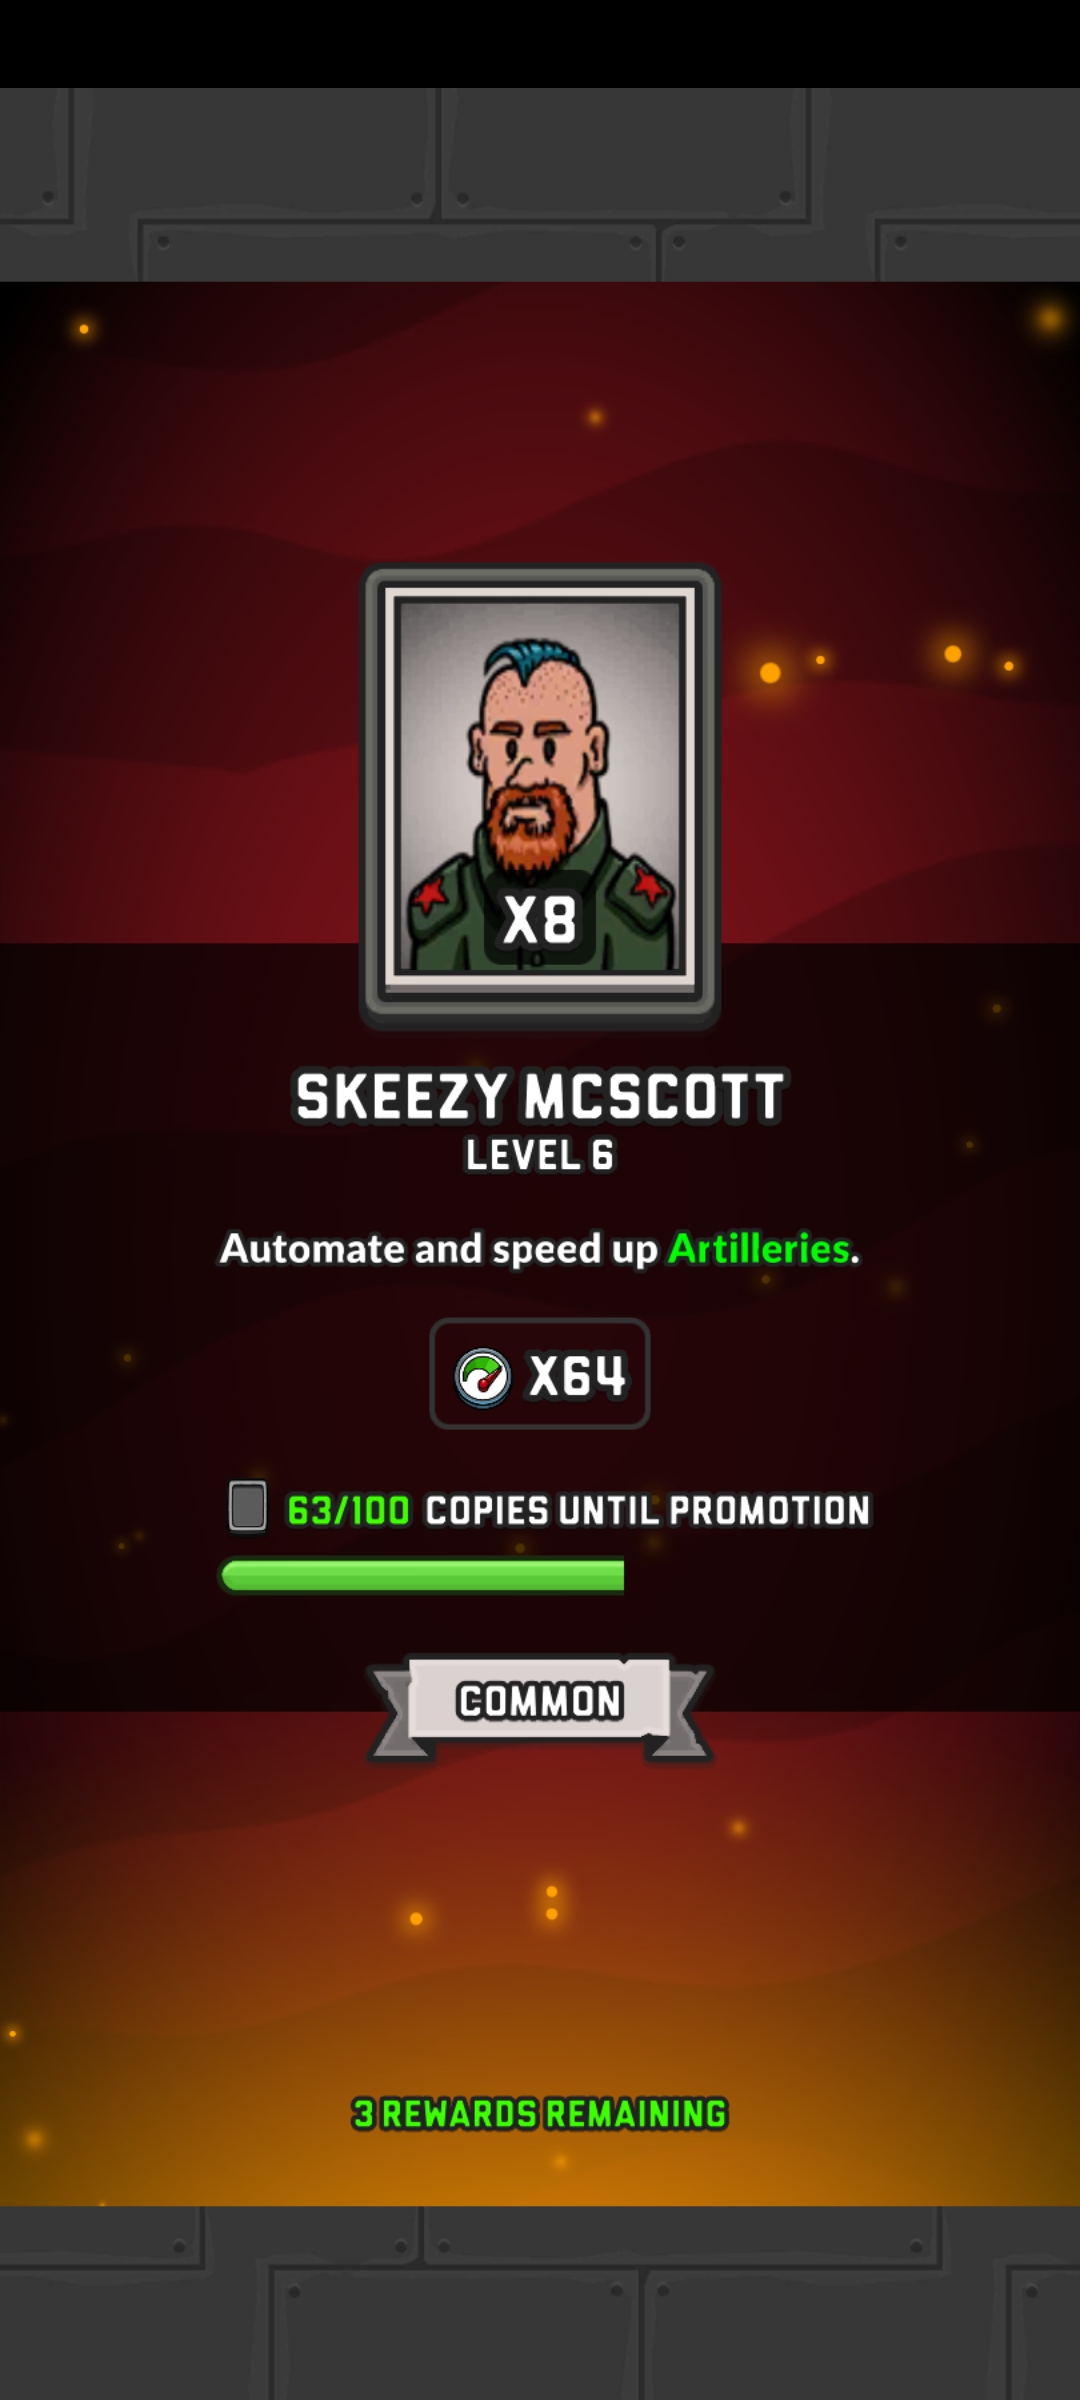 X8
SKEEZY MCSCOTT
LEVEL 6
Automate and speed up Artilleries.
X64
63/100 COPIES UNTIL PROMOTION
COMMON
3 REWARDS REMAINING